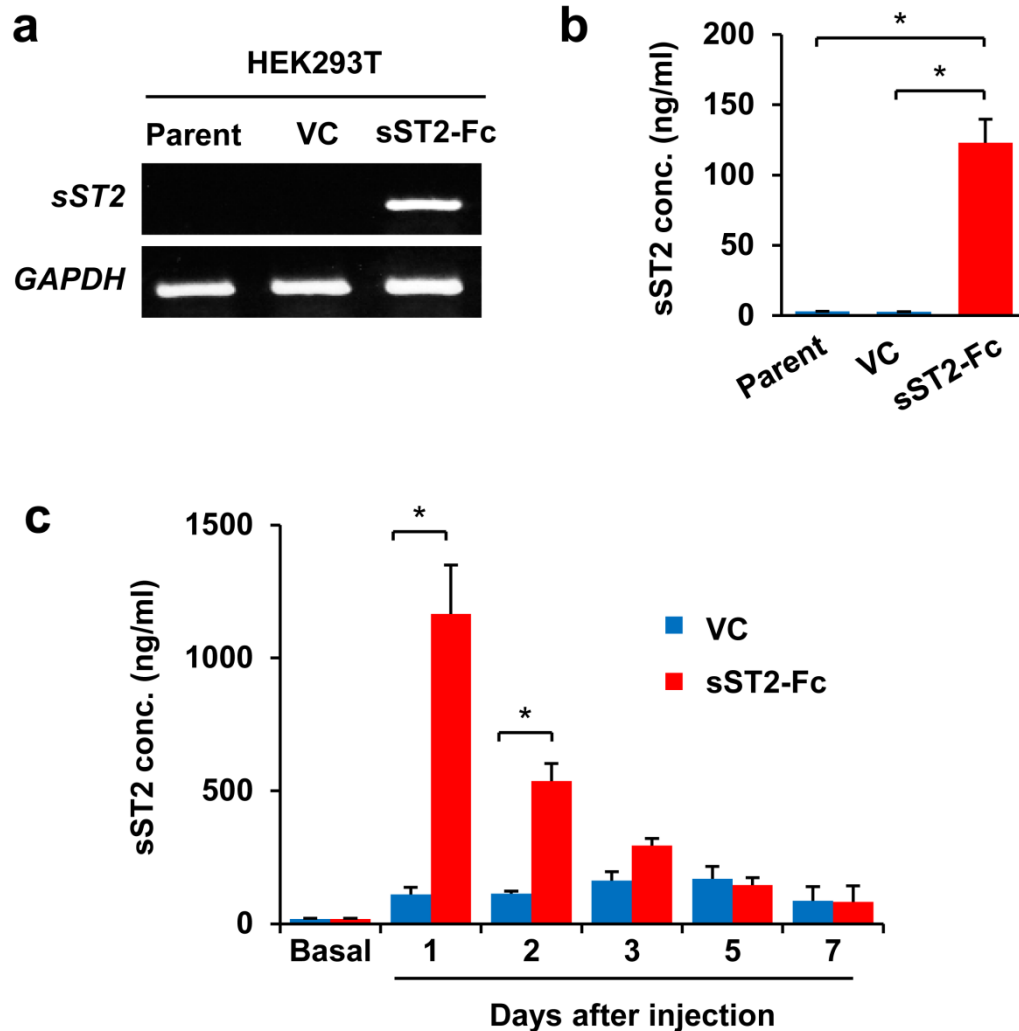 a
HEK293T
Parent VC sST2-Fc
sST2
GAPDH
b
sST2 conc. (ng/ml)
200
150
100
50
0
*
*
Parent VC sST2-Fc
c
sST2 conc. (ng/ml)
1500
1000
500
0
*
*
VC
sST2-Fc
Basal 1 2 3 5 7
Days after injection